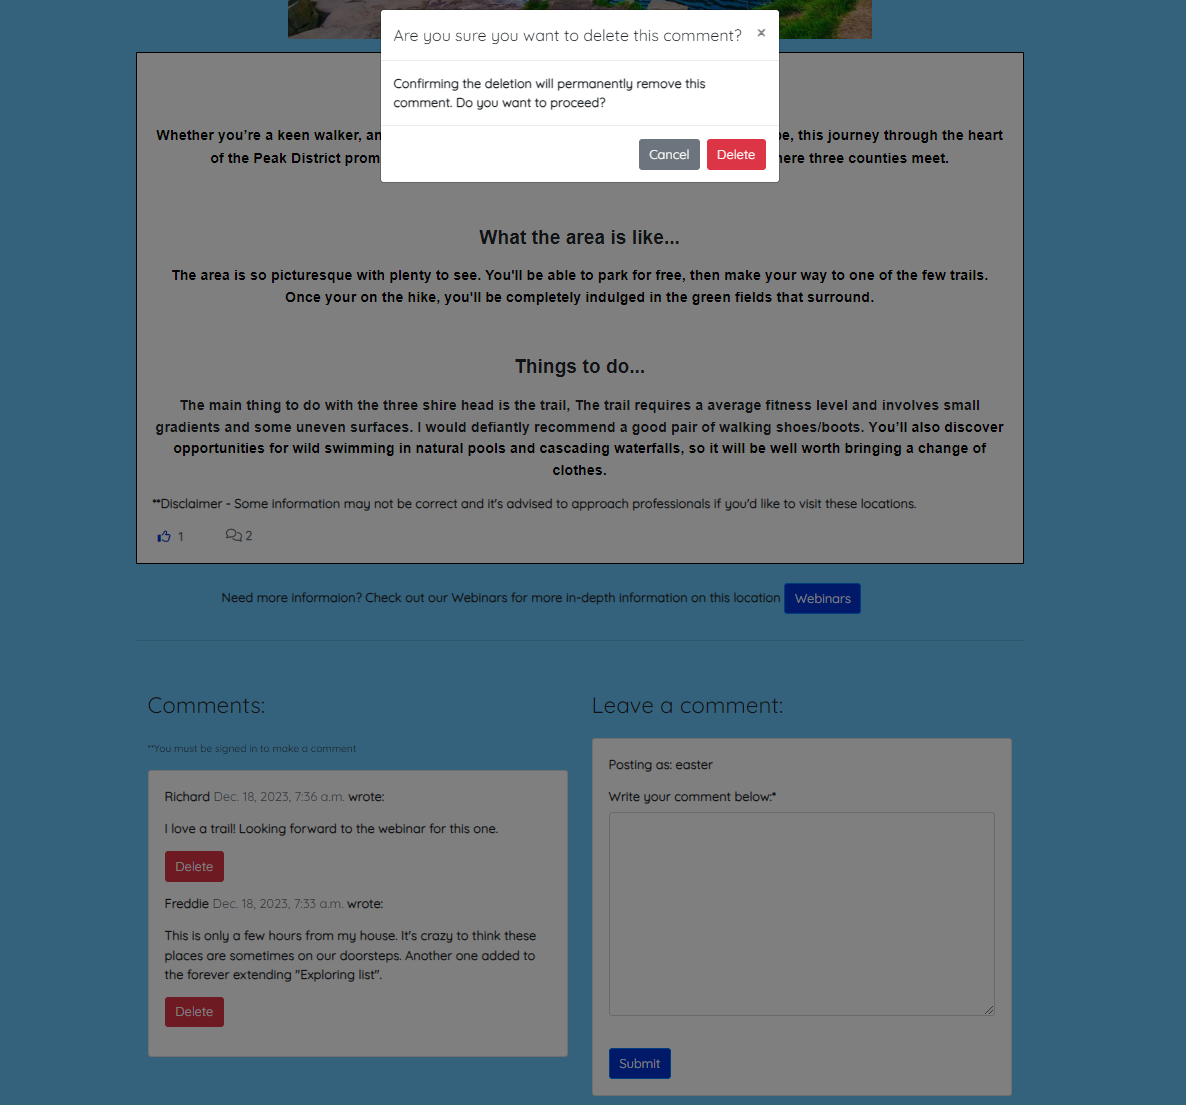 Are you sure you want to delete this comment? ×
Confirming the deletion will permanently remove this
comment. Do you want to proceed?
Cancel Delete
Whether you’re a keen walker, an be, this journey through the heart
of the Peak District prom here three counties meet.
What the area is like...
The area is so picturesque with plenty to see. You'll be able to park for free, then make your way to one of the few trails.
Once your on the hike, you'll be completely indulged in the green fields that surround.
Things to do...
The main thing to do with the three shire head is the trail, The trail requires a average fitness level and involves small
gradients and some uneven surfaces. I would defiantly recommend a good pair of walking shoes/boots. You’ll also discover
opportunities for wild swimming in natural pools and cascading waterfalls, so it will be well worth bringing a change of
clothes.
**Disclaimer - Some information may not be correct and it's advised to approach professionals if you'd like to visit these locations.
1 2
Need more informaion? Check out our Webinars for more in-depth information on this location Webinars
Comments:
**You must be signed in to make a comment
Richard Dec. 18, 2023, 7:36 a.m. wrote:
I love a trail! Looking forward to the webinar for this one.
Delete
Freddie Dec. 18, 2023, 7:33 a.m. wrote:
This is only a few hours from my house. It's crazy to think these
places are sometimes on our doorsteps. Another one added to
the forever extending "Exploring list".
Delete
Leave a comment:
Posting as: easter
Write your comment below:*
Submit